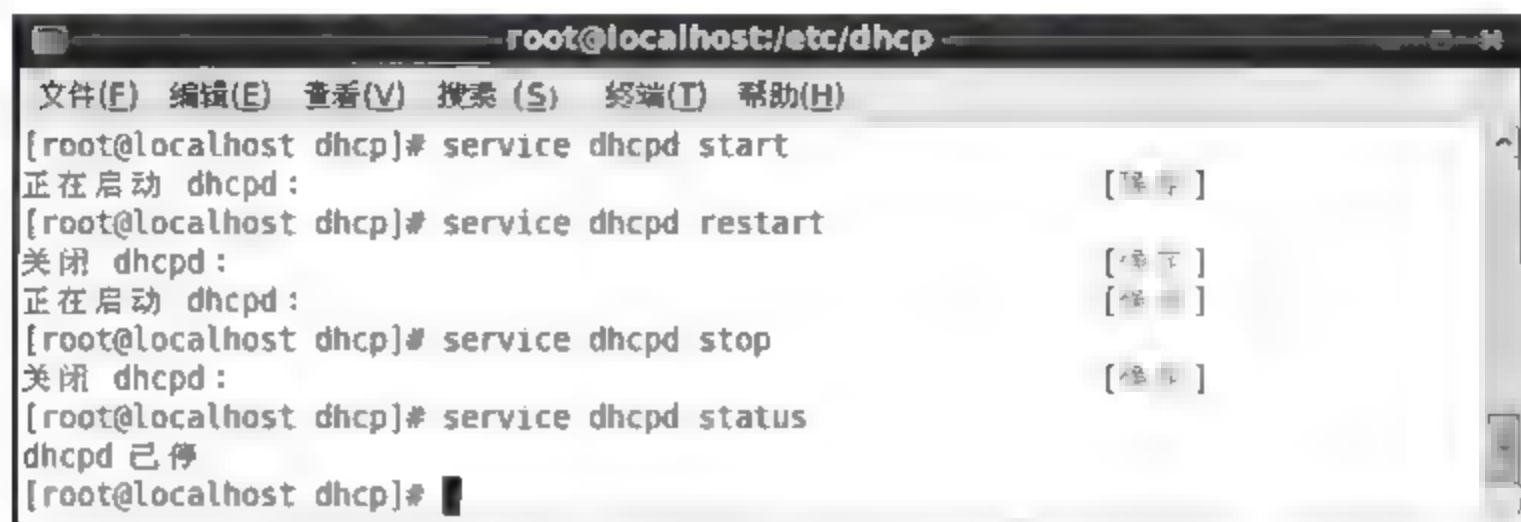 root@localhost:/etc/dhcp
文件(F) 编辑(E) 查看(V) 搜索 (S) 终端(T) 帮助(H)
[root@localhost dhcp]# service dhcpd start
正在启动 dhcpd：
[root@localhost dhcp]# service dhcpd restart
关闭 dhcpd：
正在启动 dhcpd：
[root@localhost dhcp]# service dhcpd stop
关闭 dhcpd：
[root@localhost dhcp]# service dhcpd status
dhcpd 已停
[root@localhost dhcp]#